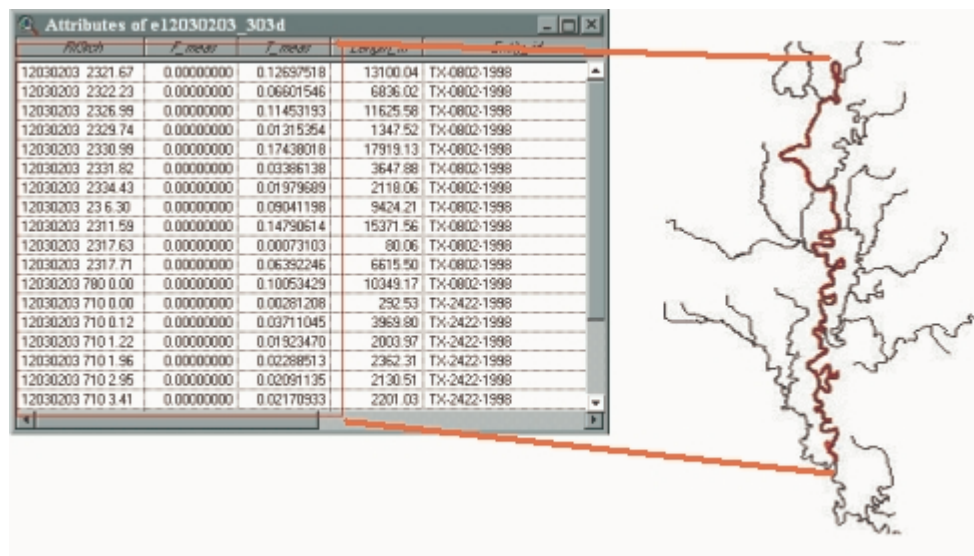 Attributes of e12030203_303d
Rf3rch F_meas T_meas Length_m Entity_id
12030203 2321.67 0.00000000 0.12697518 13100.04 TX-0802-1998
12030203 2322.23 0.00000000 0.06601546 6836.02 TX-0802-1998
12030203 2326.99 0.00000000 0.11453193 11625.58 TX-0802-1998
12030203 2329.74 0.00000000 0.01315354 1347.52 TX-0802-1998
12030203 2330.99 0.00000000 0.17438018 17919.13 TX-0802-1998
12030203 2331.82 0.00000000 0.03386138 3647.88 TX-0802-1998
12030203 2334.43 0.00000000 0.01979689 2118.06 TX-0802-1998
12030203 23 6.30 0.00000000 0.09041198 9424.21 TX-0802-1998
12030203 2311.59 0.00000000 0.14790614 15371.56 TX-0802-1998
12030203 2317.63 0.00000000 0.00073103 80.06 TX-0802-1998
12030203 2317.71 0.00000000 0.06392246 6615.50 TX-0802-1998
12030203 780 0.00 0.00000000 0.10053429 10349.17 TX-0802-1998
12030203 710 0.00 0.00000000 0.00281208 292.53 TX-2422-1998
12030203 710 0.12 0.00000000 0.03711045 3969.80 TX-2422-1998
12030203 710 1.22 0.00000000 0.01923470 2003.97 TX-2422-1998
12030203 710 1.96 0.00000000 0.02288513 2362.31 TX-2422-1998
12030203 710 2.95 0.00000000 0.02091135 2130.51 TX-2422-1998
12030203 710 3.41 0.00000000 0.02170933 2201.03 TX-2422-1998